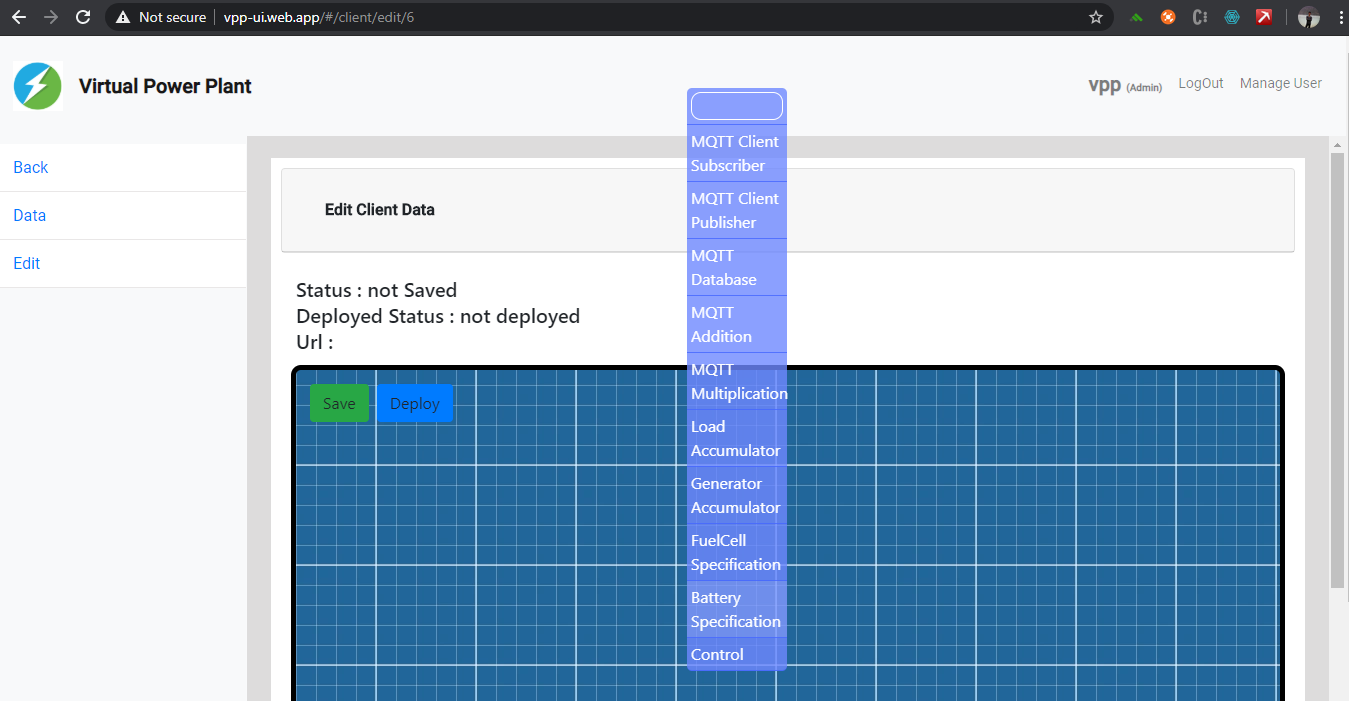 Not secure
vpp-ui.web.app/#/client/edit/6
Virtual Power Plant
vpp (Admin)
LogOut
Manage User
Back
Data
Edit
Edit Client Data
Status : not Saved
Deployed Status : not deployed
Url :
Save
Deploy
MQTT Client
Subscriber
MQTT Client
Publisher
MQTT
Database
MQTT
Addition
MQTT
Multiplication
Load
Accumulator
Generator
Accumulator
FuelCell
Specification
Battery
Specification
Control